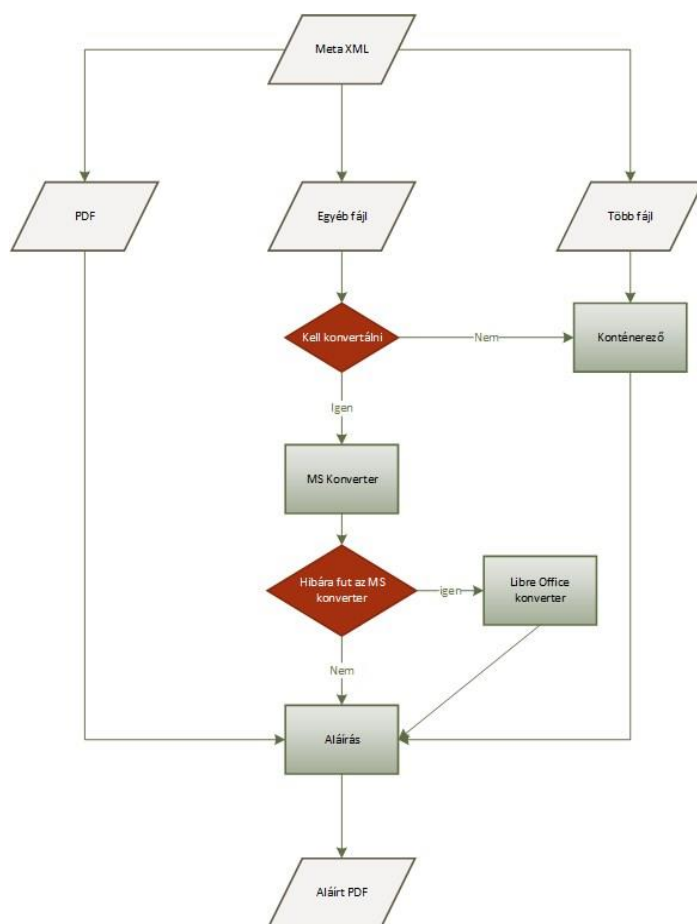 Meta XML
PDF
Egyéb fájl
Több fájl
Kell konvertálni
Nem
Konténerező
Igen
MS Konverter
Hibára fut az MS
konverter
igen
Libre Office
konverter
Nem
Aláírás
Aláírt PDF